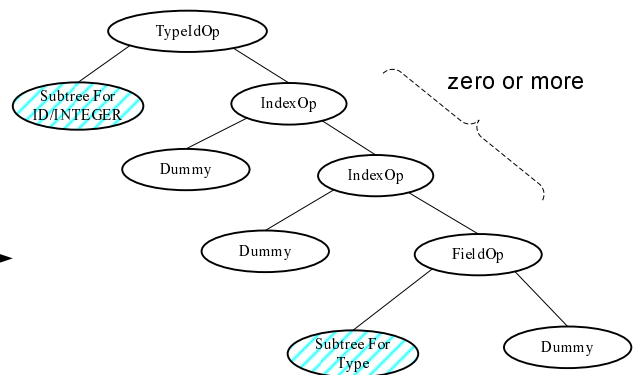 TypeIdOp
zero or more
Subtree For
ID/INTEGER
IndexOp
Dummy
IndexOp
Dummy
FieldOp
Subtree For
Type
Dummy